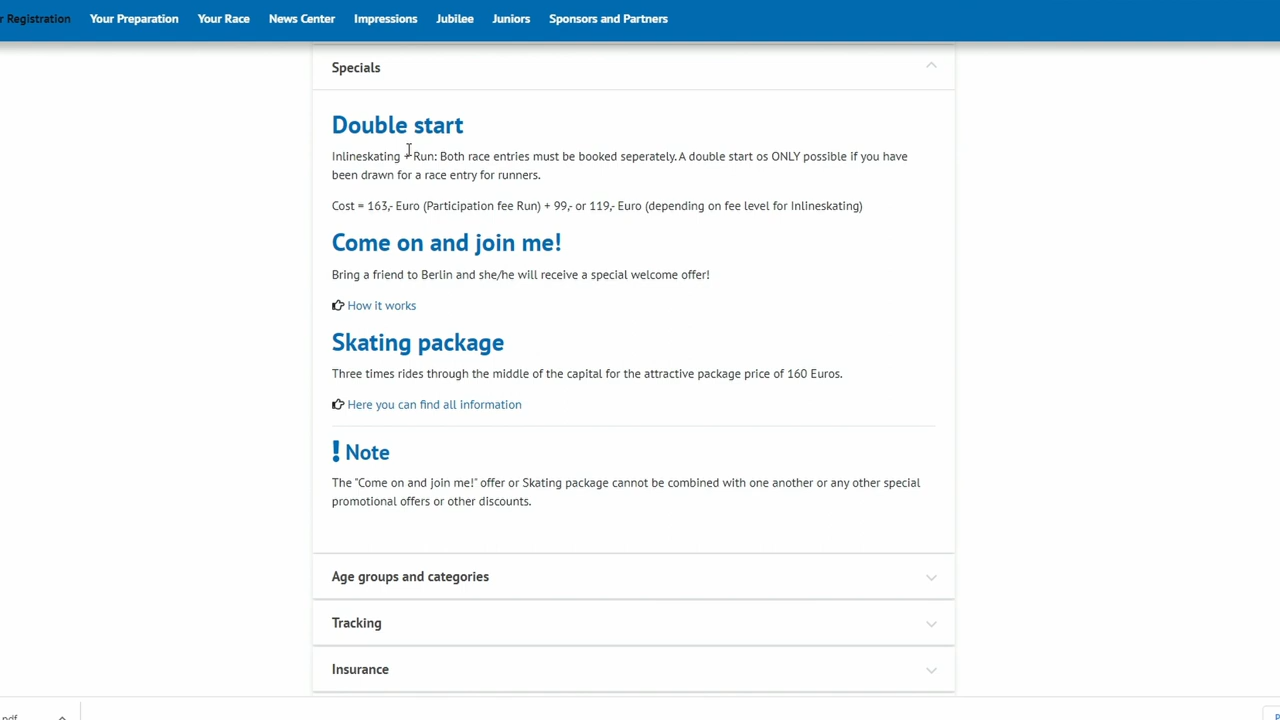 r Registration Your Preparation Your Race News Center Impressions Jubilee Juniors Sponsors and Partners
Specials
Double start
Inlineskating + Run: Both race entries must be booked seperately. A double start os ONLY possible if you have
been drawn for a race entry for runners.
Cost = 163,- Euro (Participation fee Run) + 99,- or 119,- Euro (depending on fee level for Inlineskating)
Come on and join me!
Bring a friend to Berlin and she/he will receive a special welcome offer!
How it works
Skating package
Three times rides through the middle of the capital for the attractive package price of 160 Euros.
Here you can find all information
! Note
The "Come on and join me!" offer or Skating package cannot be combined with one another or any other special
promotional offers or other discounts.
Age groups and categories
Tracking
Insurance
.pdf